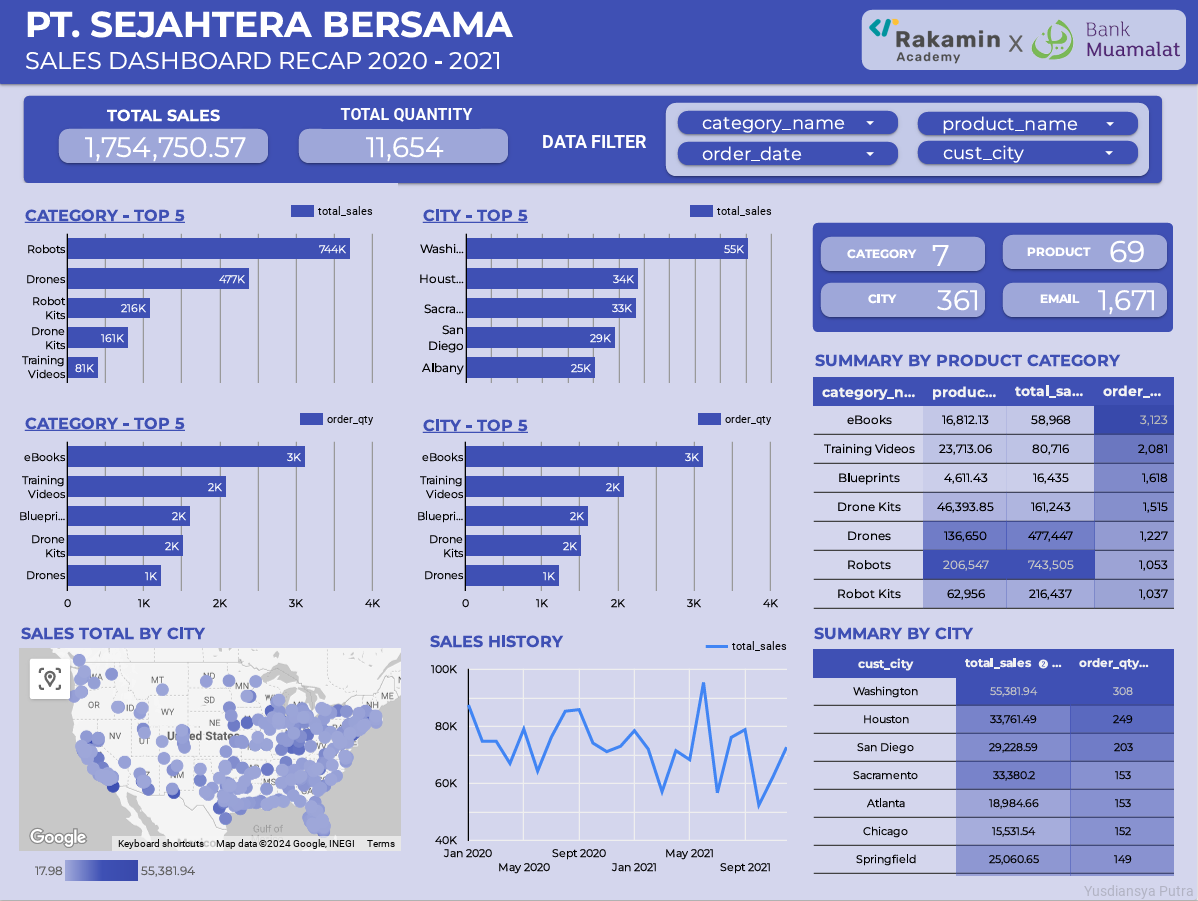 PT. SEJAHTERA BERSAMA
SALES DASHBOARD RECAP 2020 - 2021
Rakamin
Academy
X
Bank
Muamalat
TOTAL SALES
1,754,750.57
TOTAL QUANTITY
11,654
DATA FILTER
category_name
product_name
order_date
cust_city
CATEGORY - TOP 5
total_sales
Robots
744K
Drones
477K
Robot
Kits
216K
Drone
Kits
161K
Training
Videos
81K
CITY - TOP 5
total_sales
Washi...
55K
Houst...
34K
Sacra...
33K
San
Diego
29K
Albany
25K
CATEGORY 7
PRODUCT 69
CITY 361
EMAIL 1,671
CATEGORY - TOP 5
order_qty
eBooks
3K
Training
Videos
2K
Bluepri...
2K
Drone
Kits
2K
Drones
1K
0 1K 2K 3K 4K
CITY - TOP 5
order_qty
eBooks
3K
Training
Videos
2K
Bluepri...
2K
Drone
Kits
2K
Drones
1K
0 1K 2K 3K 4K
SUMMARY BY PRODUCT CATEGORY
category_n... produc... total_sa... order_...
eBooks 16,812.13 58,968 3,123
Training Videos 23,713.06 80,716 2,081
Blueprints 4,611.43 16,435 1,618
Drone Kits 46,393.85 161,243 1,515
Drones 136,650 477,447 1,227
Robots 206,547 743,505 1,053
Robot Kits 62,956 216,437 1,037
SALES TOTAL BY CITY
MT
ND
MN
OR
ID
WY
SD
NE
NV
UT
United States
NM
MS
ME
NH
Gulf of
Google
Keyboard shortcuts
Map data ©2024 Google, INEGI
Terms
17.98
55,381.94
SALES HISTORY
total_sales
100K
80K
60K
40K
Jan 2020
May 2020
Sept 2020
Jan 2021
May 2021
Sept 2021
SUMMARY BY CITY
cust_city total_sales ... order_qty...
Washington 55,381.94 308
Houston 33,761.49 249
San Diego 29,228.59 203
Sacramento 33,380.2 153
Atlanta 18,984.66 153
Chicago 15,531.54 152
Springfield 25,060.65 149
Yusdiansya Putra